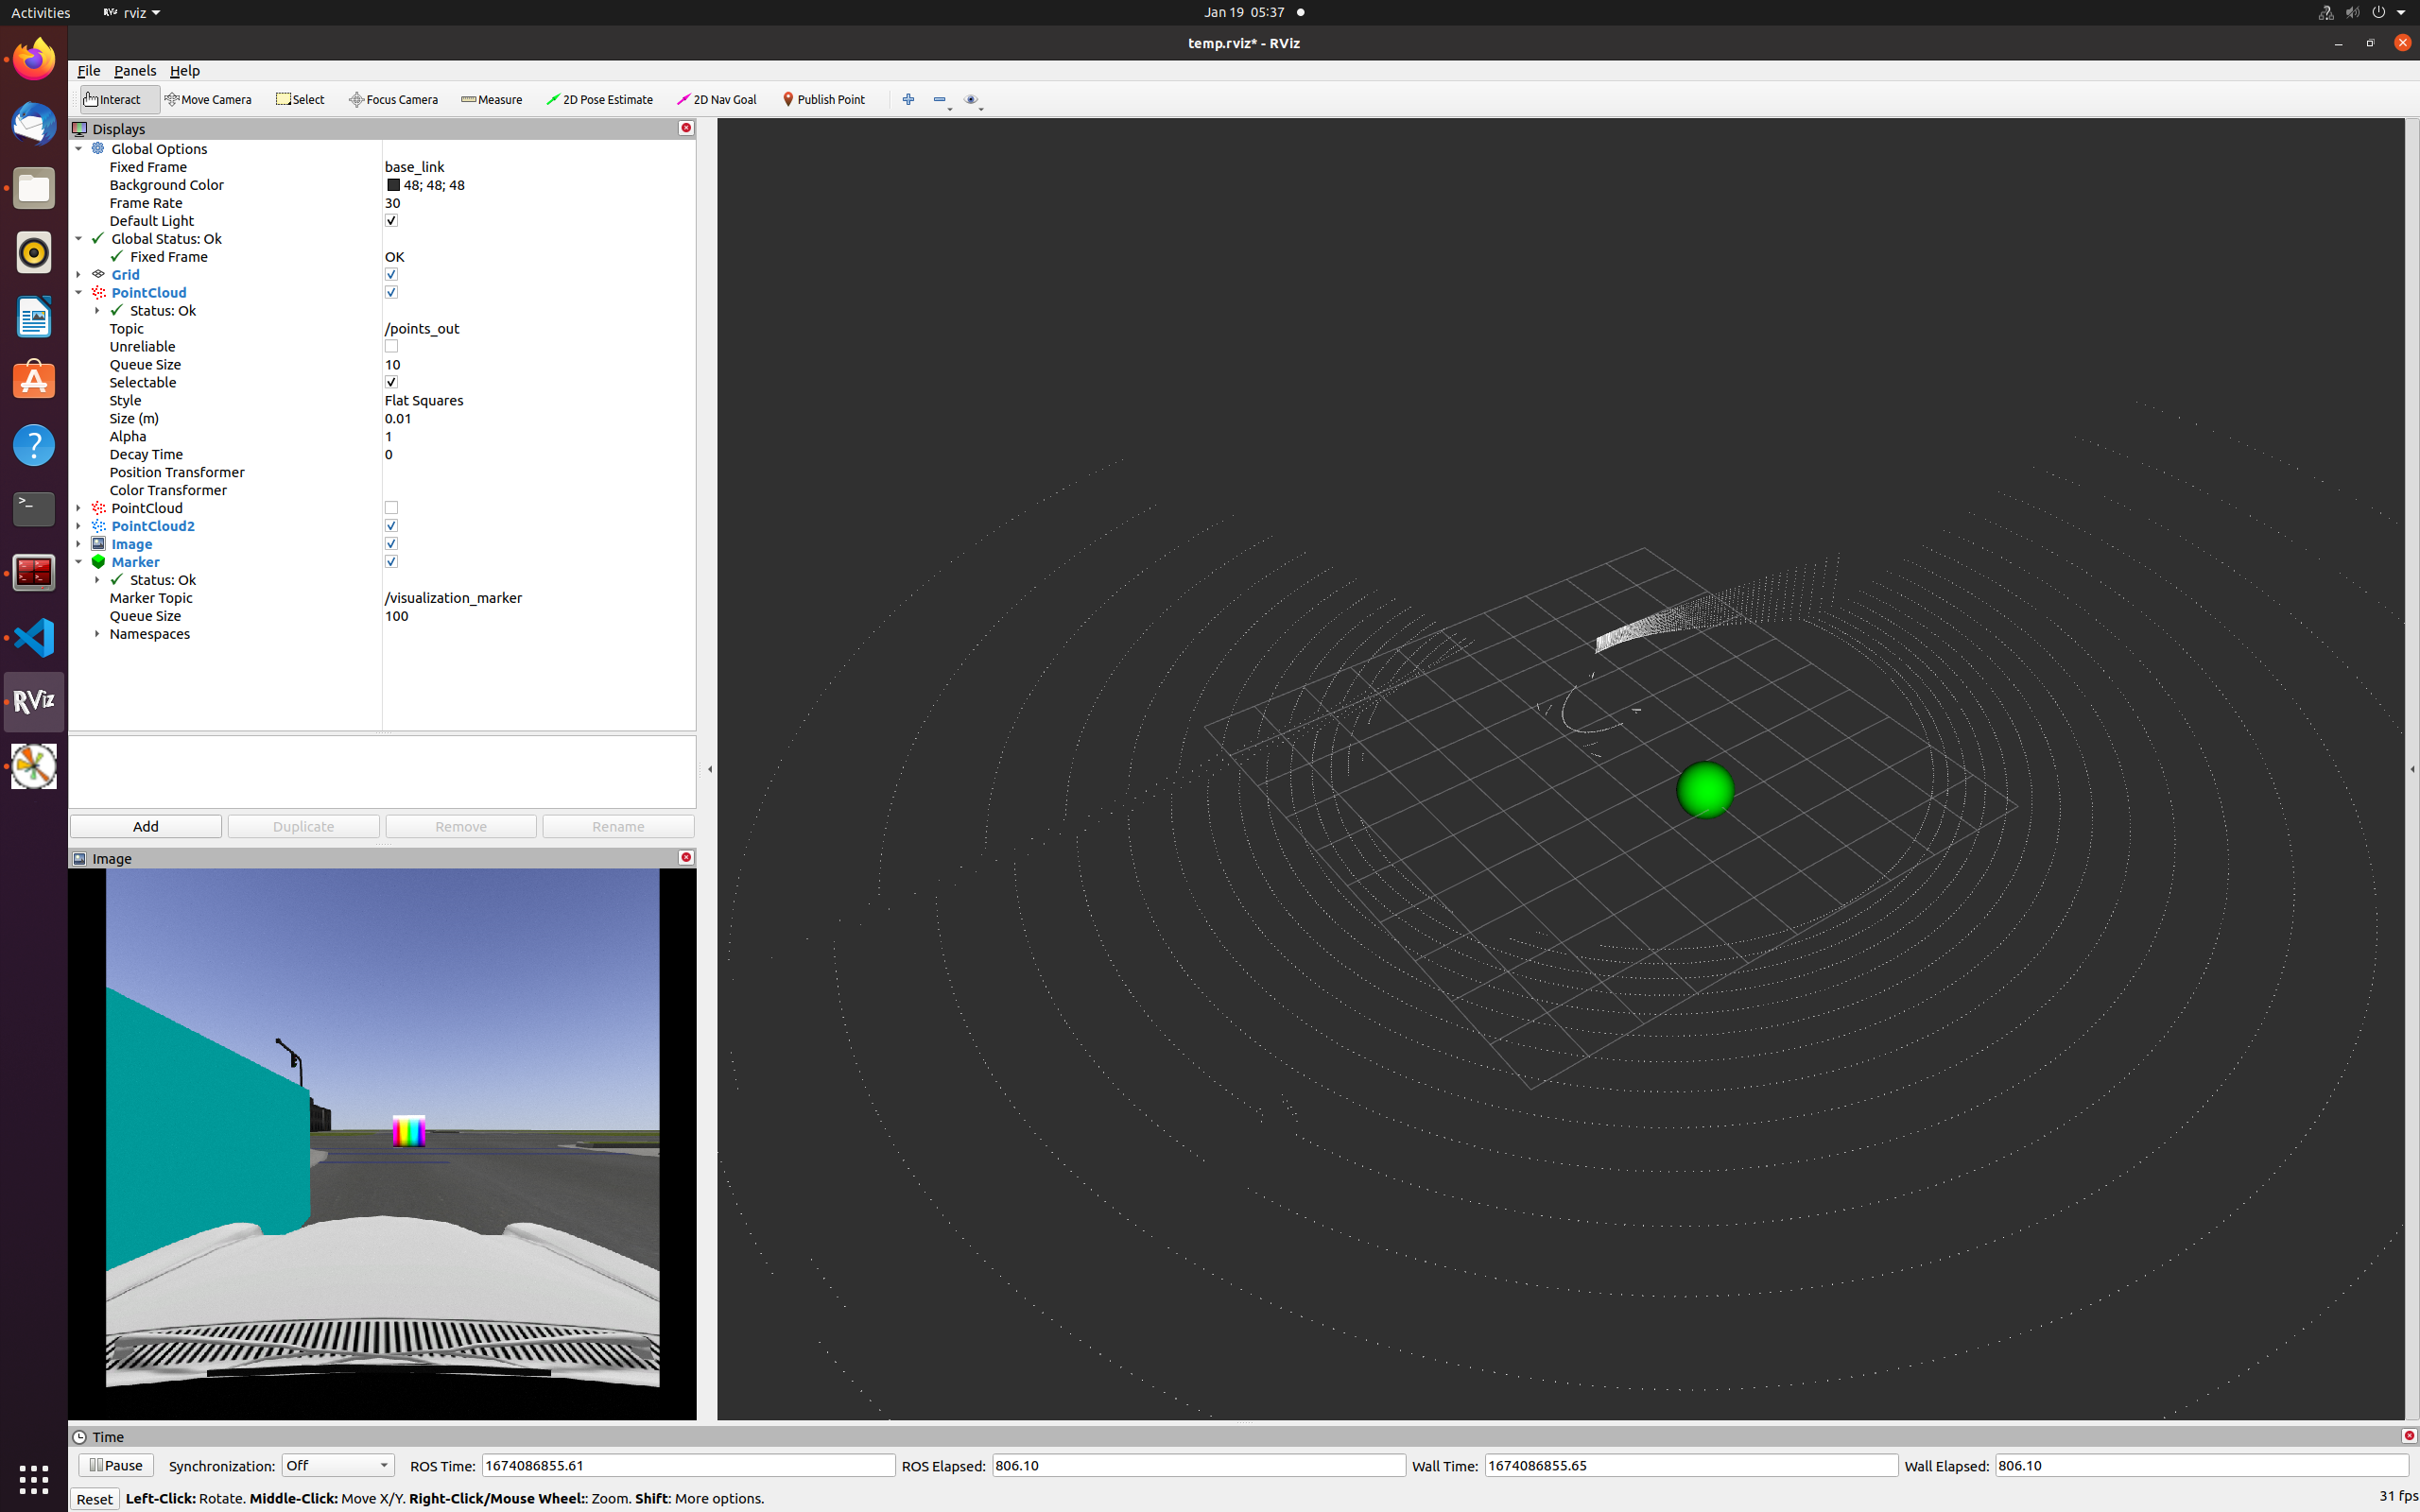 Activities
rviz
Jan 19 05:37
temp.rviz* - RViz
File Panels Help
Interact
Move Camera
Select
Focus Camera
Measure
2D Pose Estimate
2D Nav Goal
Publish Point
Displays
Global Options
Fixed Frame base_link
Background Color 48; 48; 48
Frame Rate 30
Default Light
Global Status: Ok
Fixed Frame OK
Grid
PointCloud
Status: Ok
Topic /points_out
Unreliable
Queue Size 10
Selectable
Style Flat Squares
Size (m) 0.01
Alpha 1
Decay Time 0
Position Transformer
Color Transformer
PointCloud
PointCloud2
Image
Marker
Status: Ok
Marker Topic /visualization_marker
Queue Size 100
Namespaces
RViz
Add Duplicate Remove Rename
Image
Time
Pause Synchronization: Off ROS Time: 1674086855.61 ROS Elapsed: 806.10 Wall Time: 1674086855.65 Wall Elapsed: 806.10
Reset Left-Click: Rotate. Middle-Click: Move X/Y. Right-Click/Mouse Wheel:: Zoom. Shift: More options. 31 fps